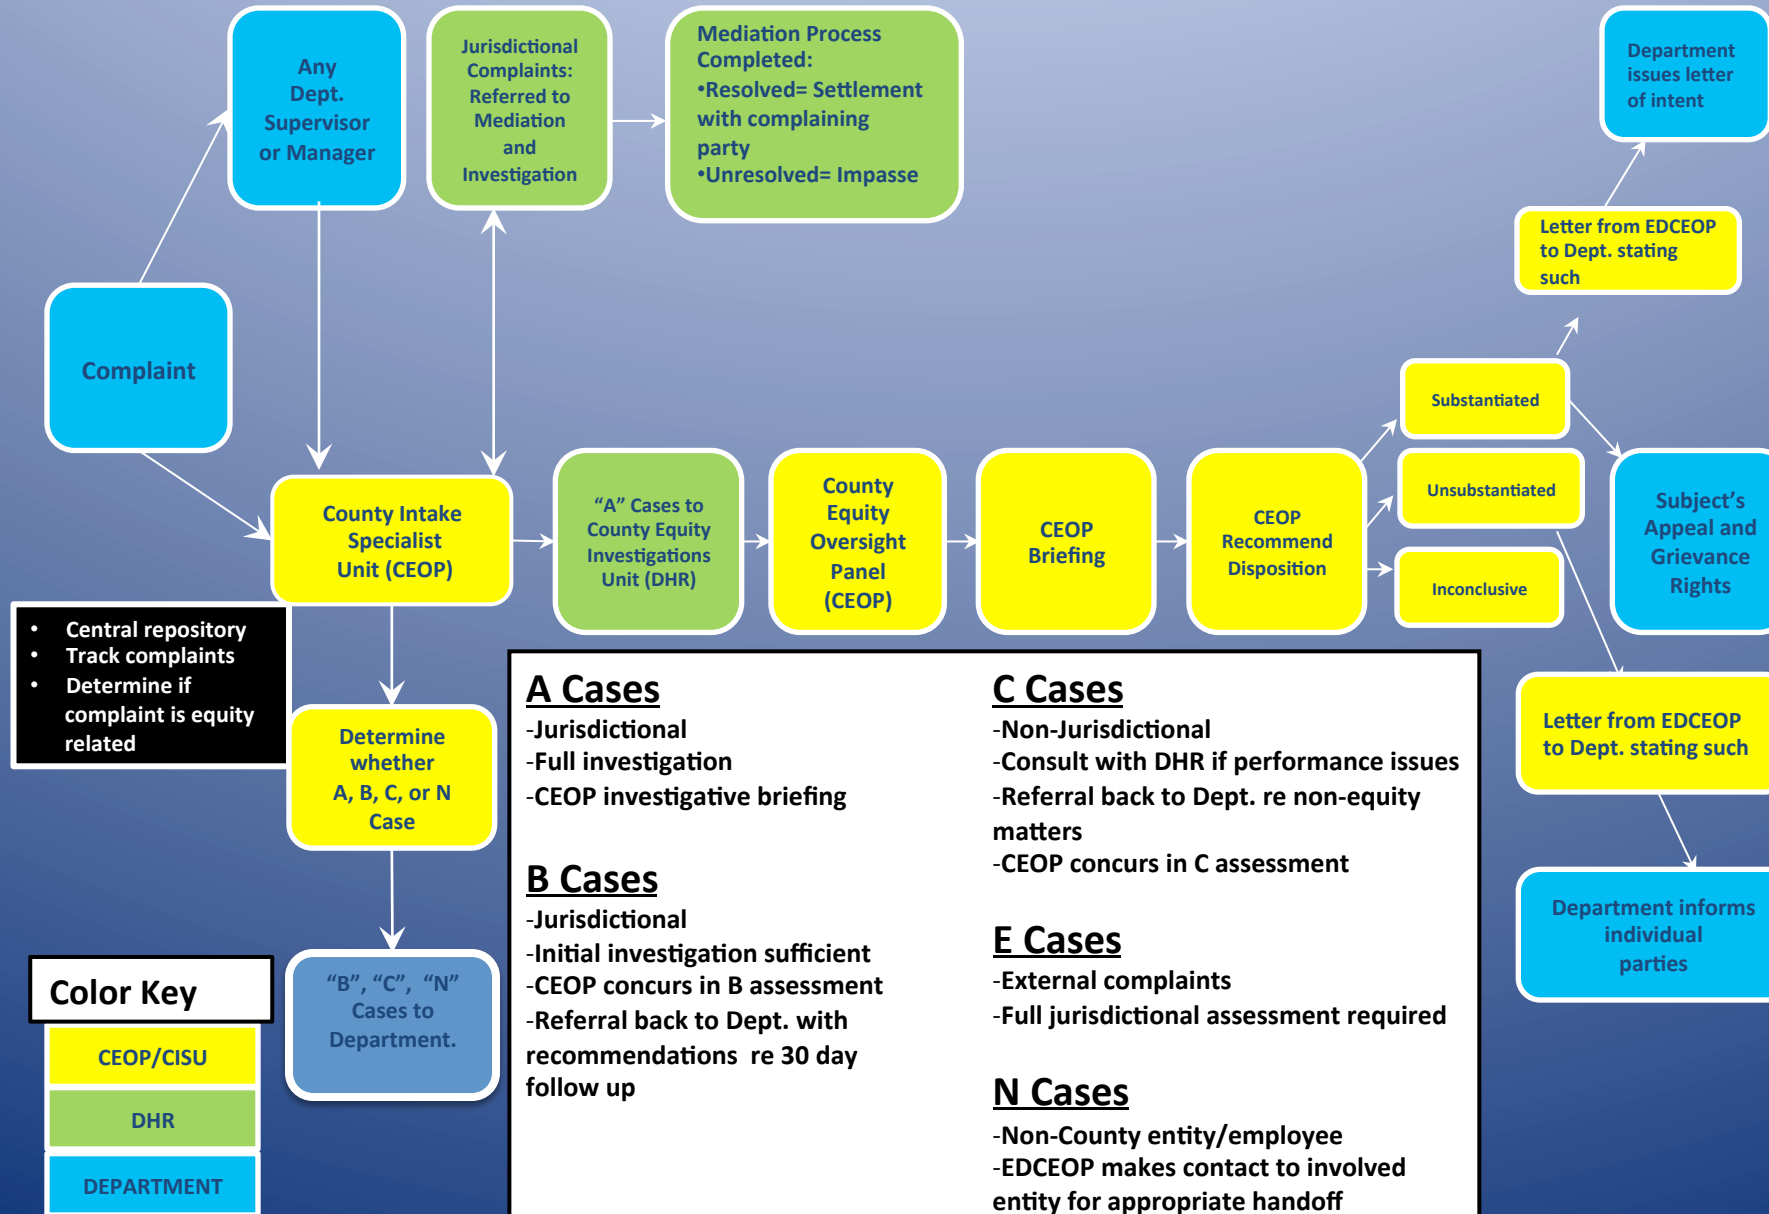 Any
Dept.
Supervisor
or Manager
Jurisdictional
Complaints:
Referred to
Mediation
and
Investigation
Mediation Process
Completed:
•Resolved= Settlement
with complaining
party
•Unresolved= Impasse
Department
issues letter
of intent
Letter from EDCEOP
to Dept. stating
such
Complaint
Substantiated
Unsubstantiated
Inconclusive
County Intake
Specialist
Unit (CEOP)
“A” Cases to
County Equity
Investigations
Unit (DHR)
County
Equity
Oversight
Panel
(CEOP)
CEOP
Briefing
CEOP
Recommend
Disposition
Subject’s
Appeal and
Grievance
Rights
• Central repository
• Track complaints
• Determine if
complaint is equity
related
Determine
whether
A, B, C, or N
Case
“B”, “C”, “N”
Cases to
Department.
A Cases
-Jurisdictional
-Full investigation
-CEOP investigative briefing
B Cases
-Jurisdictional
-Initial investigation sufficient
-CEOP concurs in B assessment
-Referral back to Dept. with
recommendations re 30 day
follow up
C Cases
-Non-Jurisdictional
-Consult with DHR if performance issues
-Referral back to Dept. re non-equity
matters
-CEOP concurs in C assessment
E Cases
-External complaints
-Full jurisdictional assessment required
N Cases
-Non-County entity/employee
-EDCEOP makes contact to involved
entity for appropriate handoff
Letter from EDCEOP
to Dept. stating such
Department informs
individual
parties
Color Key
CEOP/CISU
DHR
DEPARTMENT